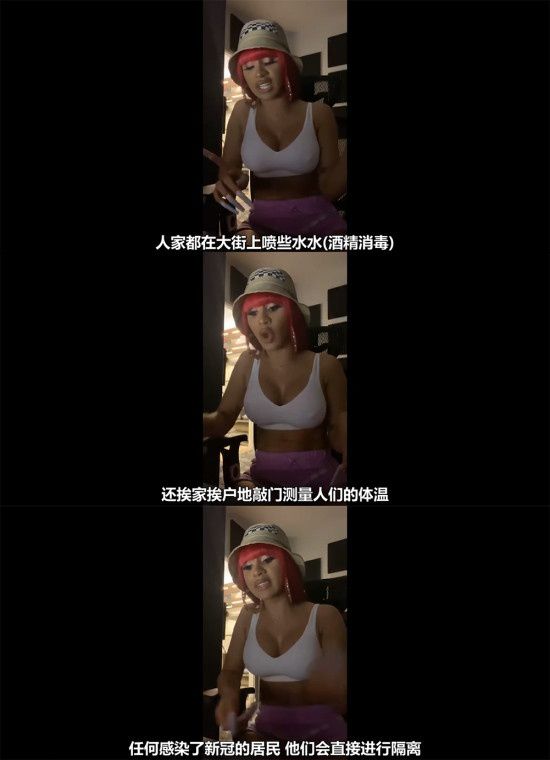 人家都在大街上喷些水水(酒精消毒)
还挨家挨户地敲门测量人们的体温
任何感染了新冠的居民 他们会直接进行隔离